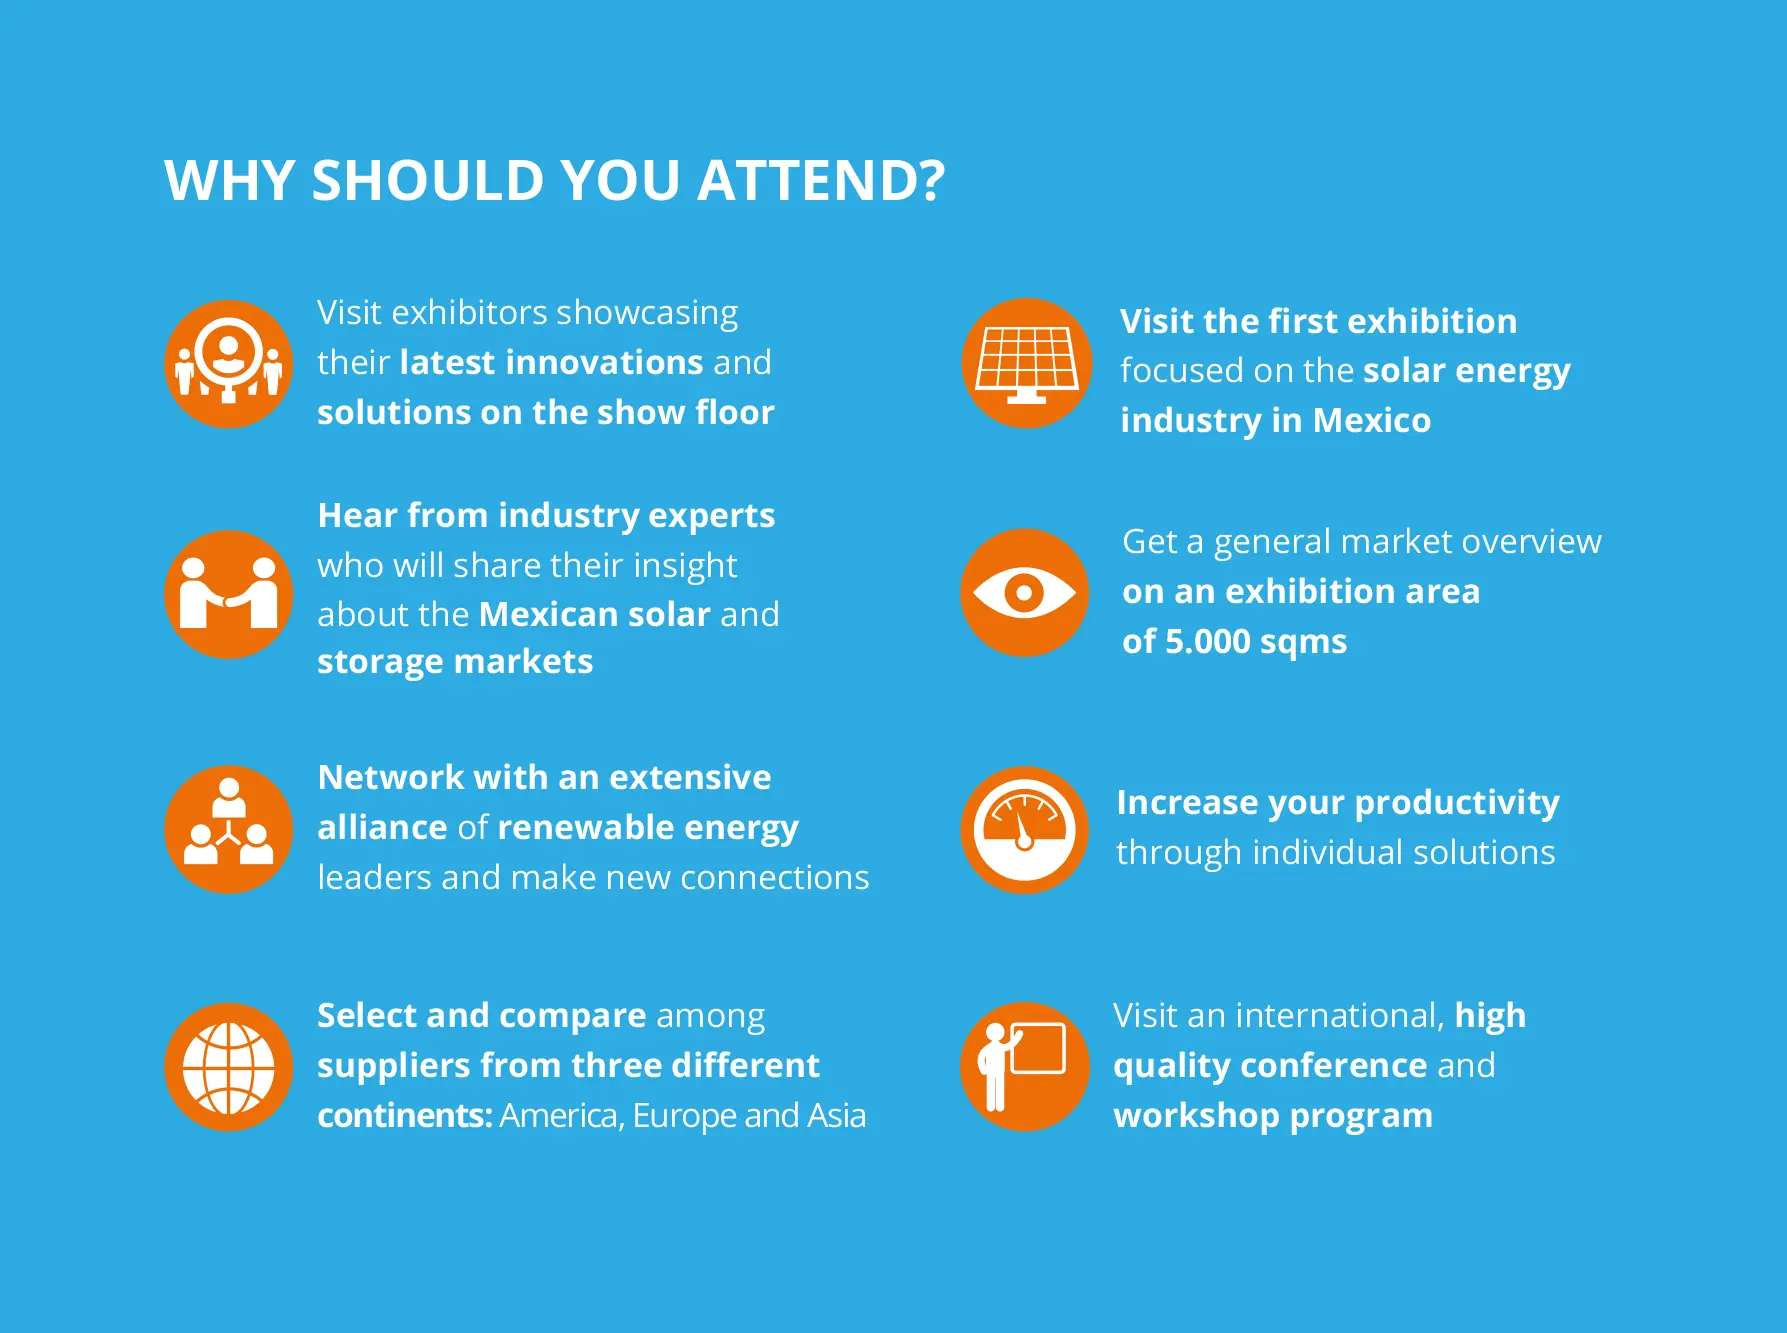 WHY SHOULD YOU ATTEND?
Visit exhibitors showcasing
their latest innovations and
solutions on the show floor
Hear from industry experts
who will share their insight
about the Mexican solar and
storage markets
Network with an extensive
alliance of renewable energy
leaders and make new connections
Select and compare among
suppliers from three different
continents: America, Europe and Asia
Visit the first exhibition
focused on the solar energy
industry in Mexico
Get a general market overview
on an exhibition area
of 5.000 sqms
Increase your productivity
through individual solutions
Visit an international, high
quality conference and
workshop program